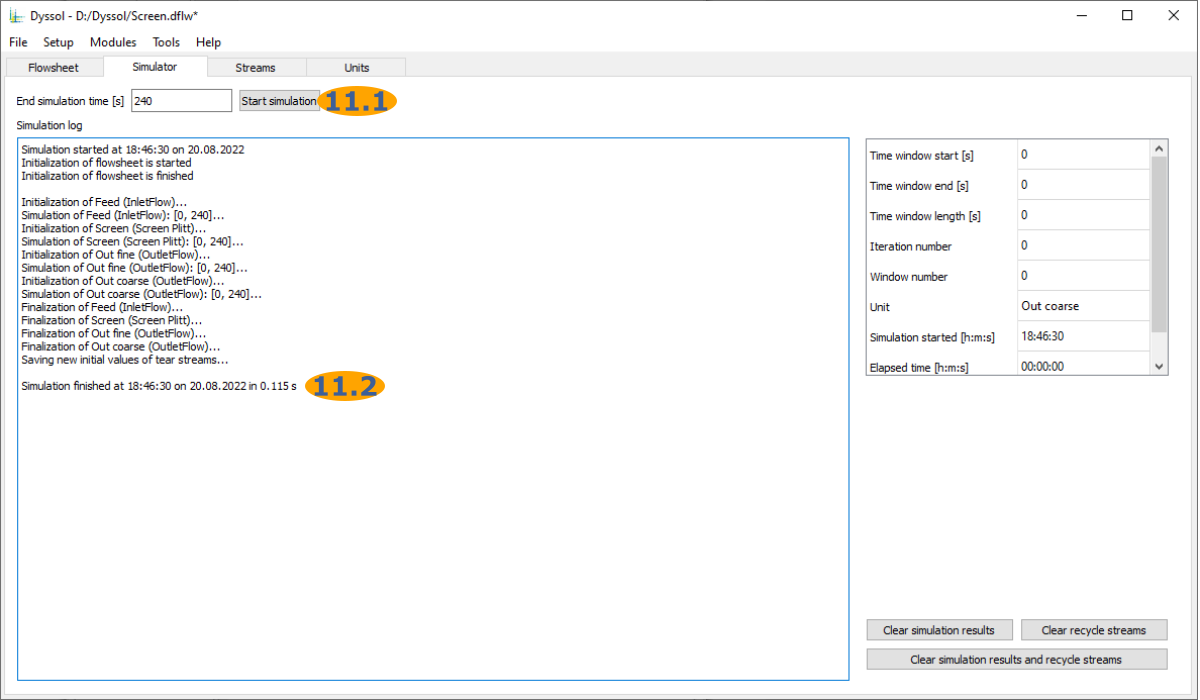 Dyssol - D:/Dyssol/Screen.dflw*
File Setup Modules Tools Help
Flowsheet Simulator Streams Units
End simulation time [s] 240 Start simulation 11.1
Simulation log
Simulation started at 18:46:30 on 20.08.2022
Initialization of flowsheet is started
Initialization of flowsheet is finished
Initialization of Feed (InletFlow)...
Simulation of Feed (InletFlow): [0, 240]...
Initialization of Screen (Screen Plitt)...
Simulation of Screen (Screen Plitt): [0, 240]...
Initialization of Out fine (OutletFlow)...
Simulation of Out fine (OutletFlow): [0, 240]...
Initialization of Out coarse (OutletFlow)...
Simulation of Out coarse (OutletFlow): [0, 240]...
Finalization of Feed (InletFlow)...
Finalization of Screen (Screen Plitt)...
Finalization of Out fine (OutletFlow)...
Finalization of Out coarse (OutletFlow)...
Saving new initial values of tear streams...
Simulation finished at 18:46:30 on 20.08.2022 in 0.115 s 11.2
Time window start [s] 0
Time window end [s] 0
Time window length [s] 0
Iteration number 0
Window number 0
Unit Out coarse
Simulation started [h:m:s] 18:46:30
Elapsed time [h:m:s] 00:00:00
Clear simulation results Clear recycle streams
Clear simulation results and recycle streams